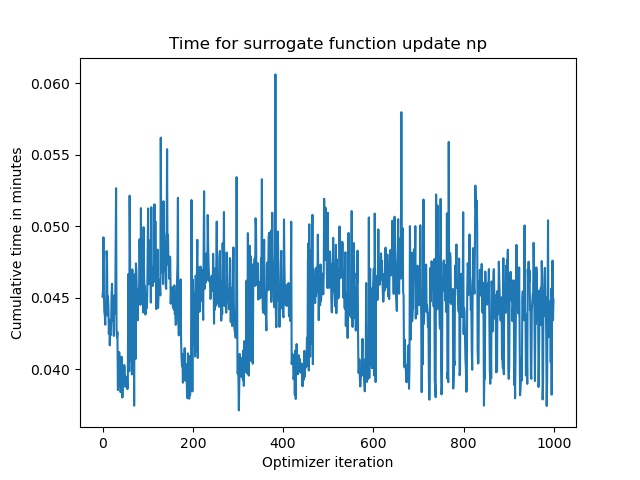 Time for surrogate function update np
Cumulative time in minutes
0.060
0.055
0.050
0.045
0.040
0 200 400 600 800 1000
Optimizer iteration